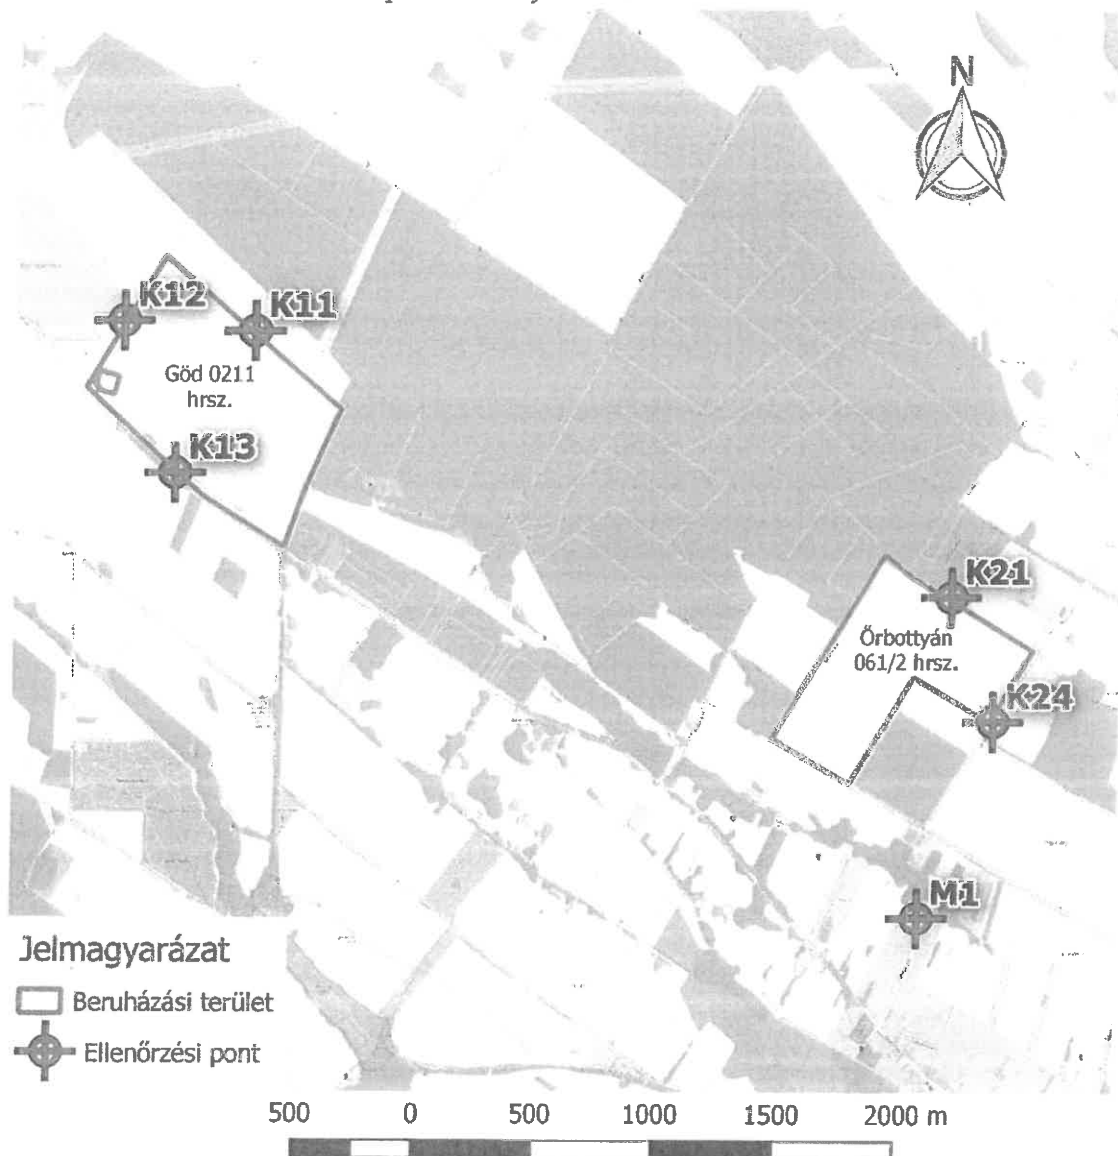 N
K12
K11
Göd 0211
hrsz.
K13
K21
Őrbottyán
061/2 hrsz.
K24
M1
Jelmagyarázat
Beruházási terület
Ellenőrzési pont
500 0 500 1000 1500 2000 m